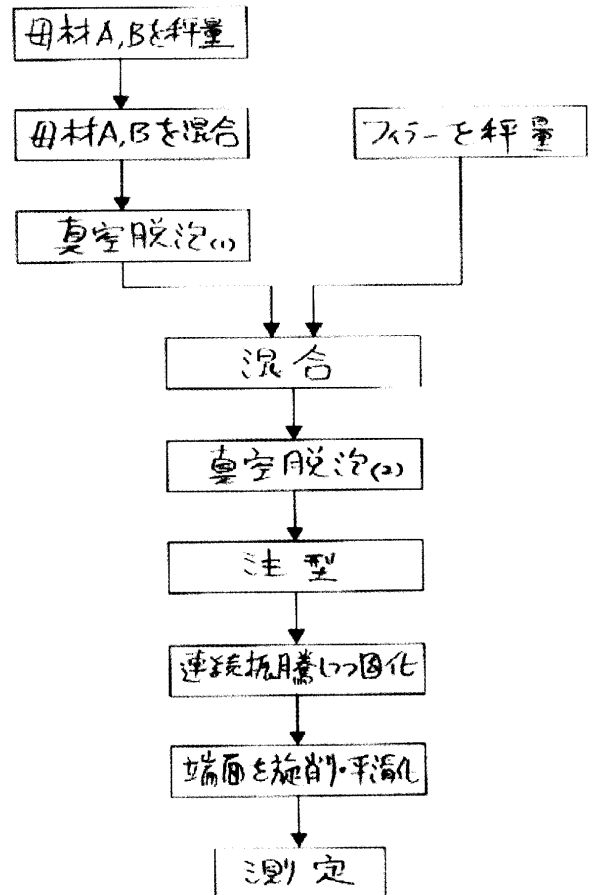 母材A,Bを秤量
母材A,Bを混合
フィラーを秤量
真空脱泡(1)
混合
真空脱泡(2)
注型
連続振騰しつつ固化
端面を旋削・平滑化
測定